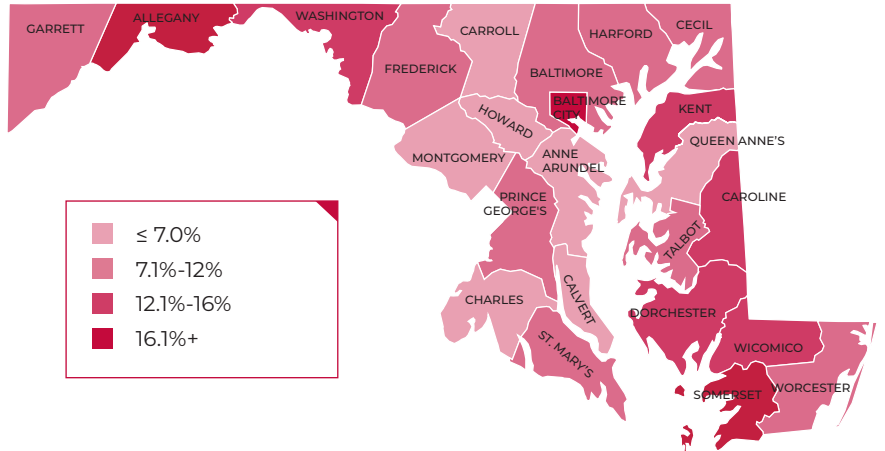 GARRETT
ALLEGANY
WASHINGTON
FREDERICK
CARROLL
BALTIMORE
HARFORD
CECIL
BALTIMORE
CITY
KENT
HOWARD
MONTGOMERY
ANNE
ARUNDEL
QUEEN ANNE'S
PRINCE
GEORGE'S
CAROLINE
TALBOT
CHARLES
CALVERT
DORCHESTER
ST. MARY'S
WICOMICO
SOMERSET
WORCESTER
≤ 7.0%
7.1%-12%
12.1%-16%
16.1%+